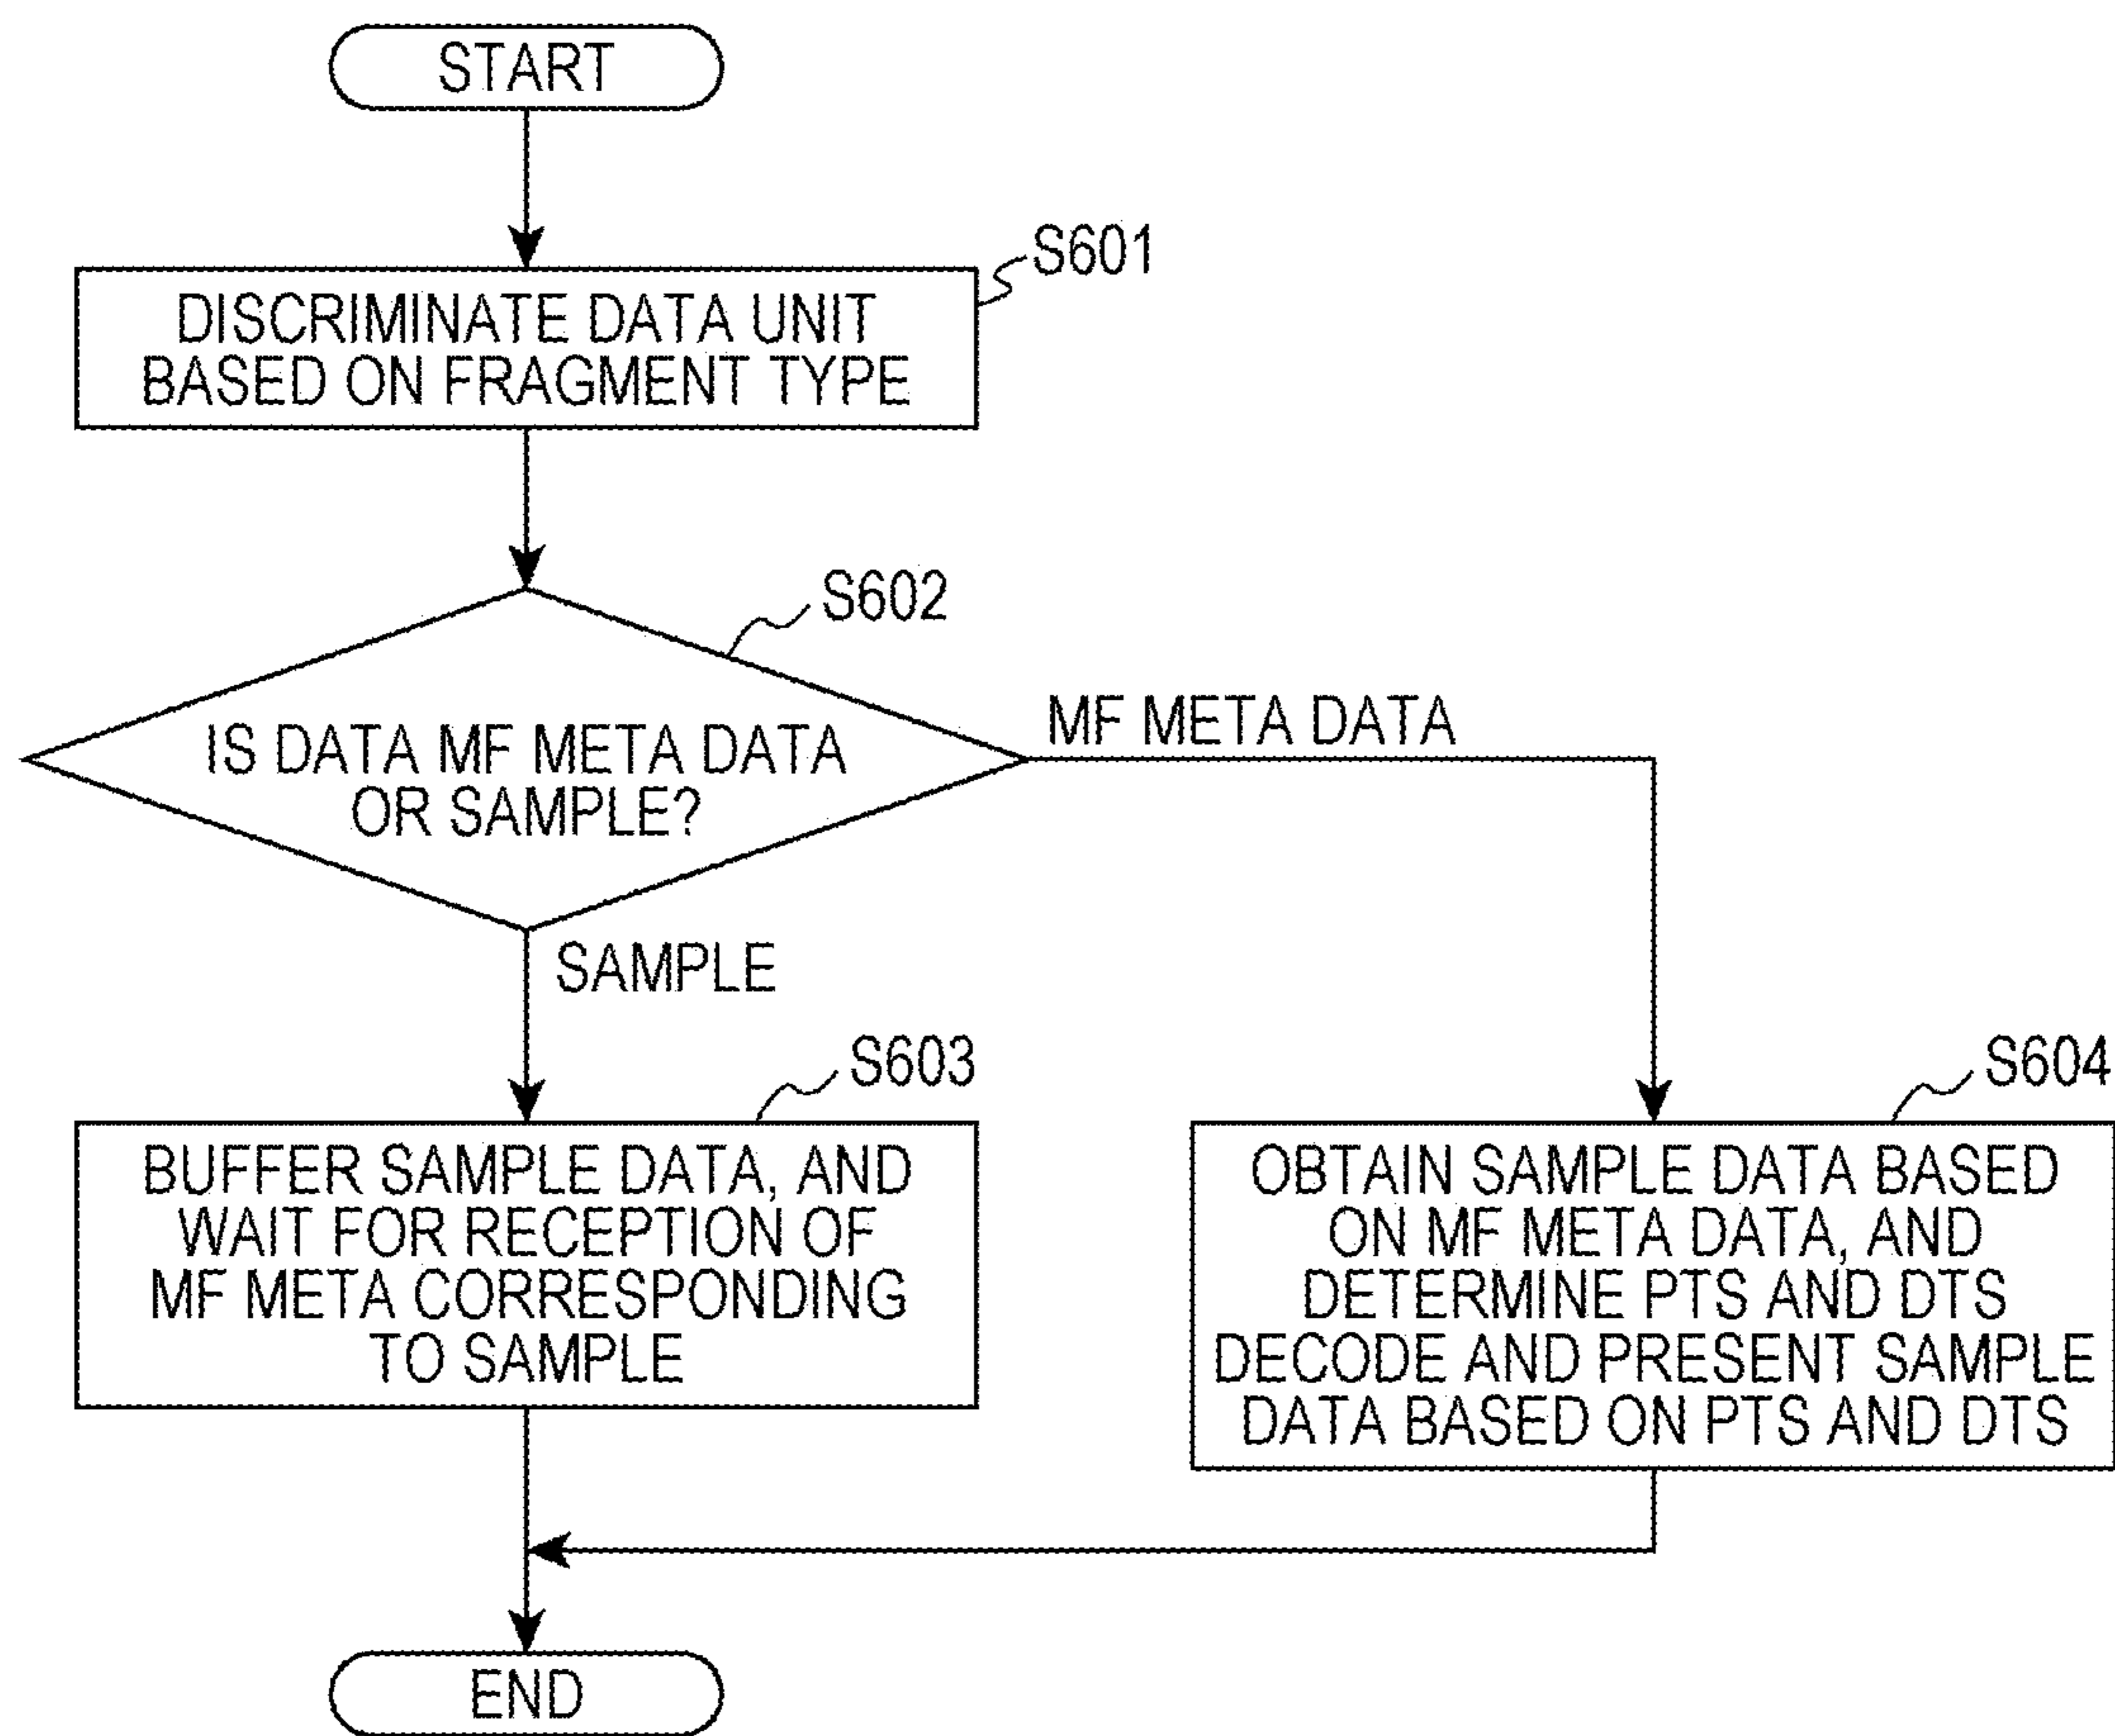 START
S601
DISCRIMINATE DATA UNIT
BASED ON FRAGMENT TYPE
S602
IS DATA MF META DATA
OR SAMPLE?
MF META DATA
SAMPLE
S603
BUFFER SAMPLE DATA, AND
WAIT FOR RECEPTION OF
MF META CORRESPONDING
TO SAMPLE
S604
OBTAIN SAMPLE DATA BASED
ON MF META DATA, AND
DETERMINE PTS AND DTS
DECODE AND PRESENT SAMPLE
DATA BASED ON PTS AND DTS
END